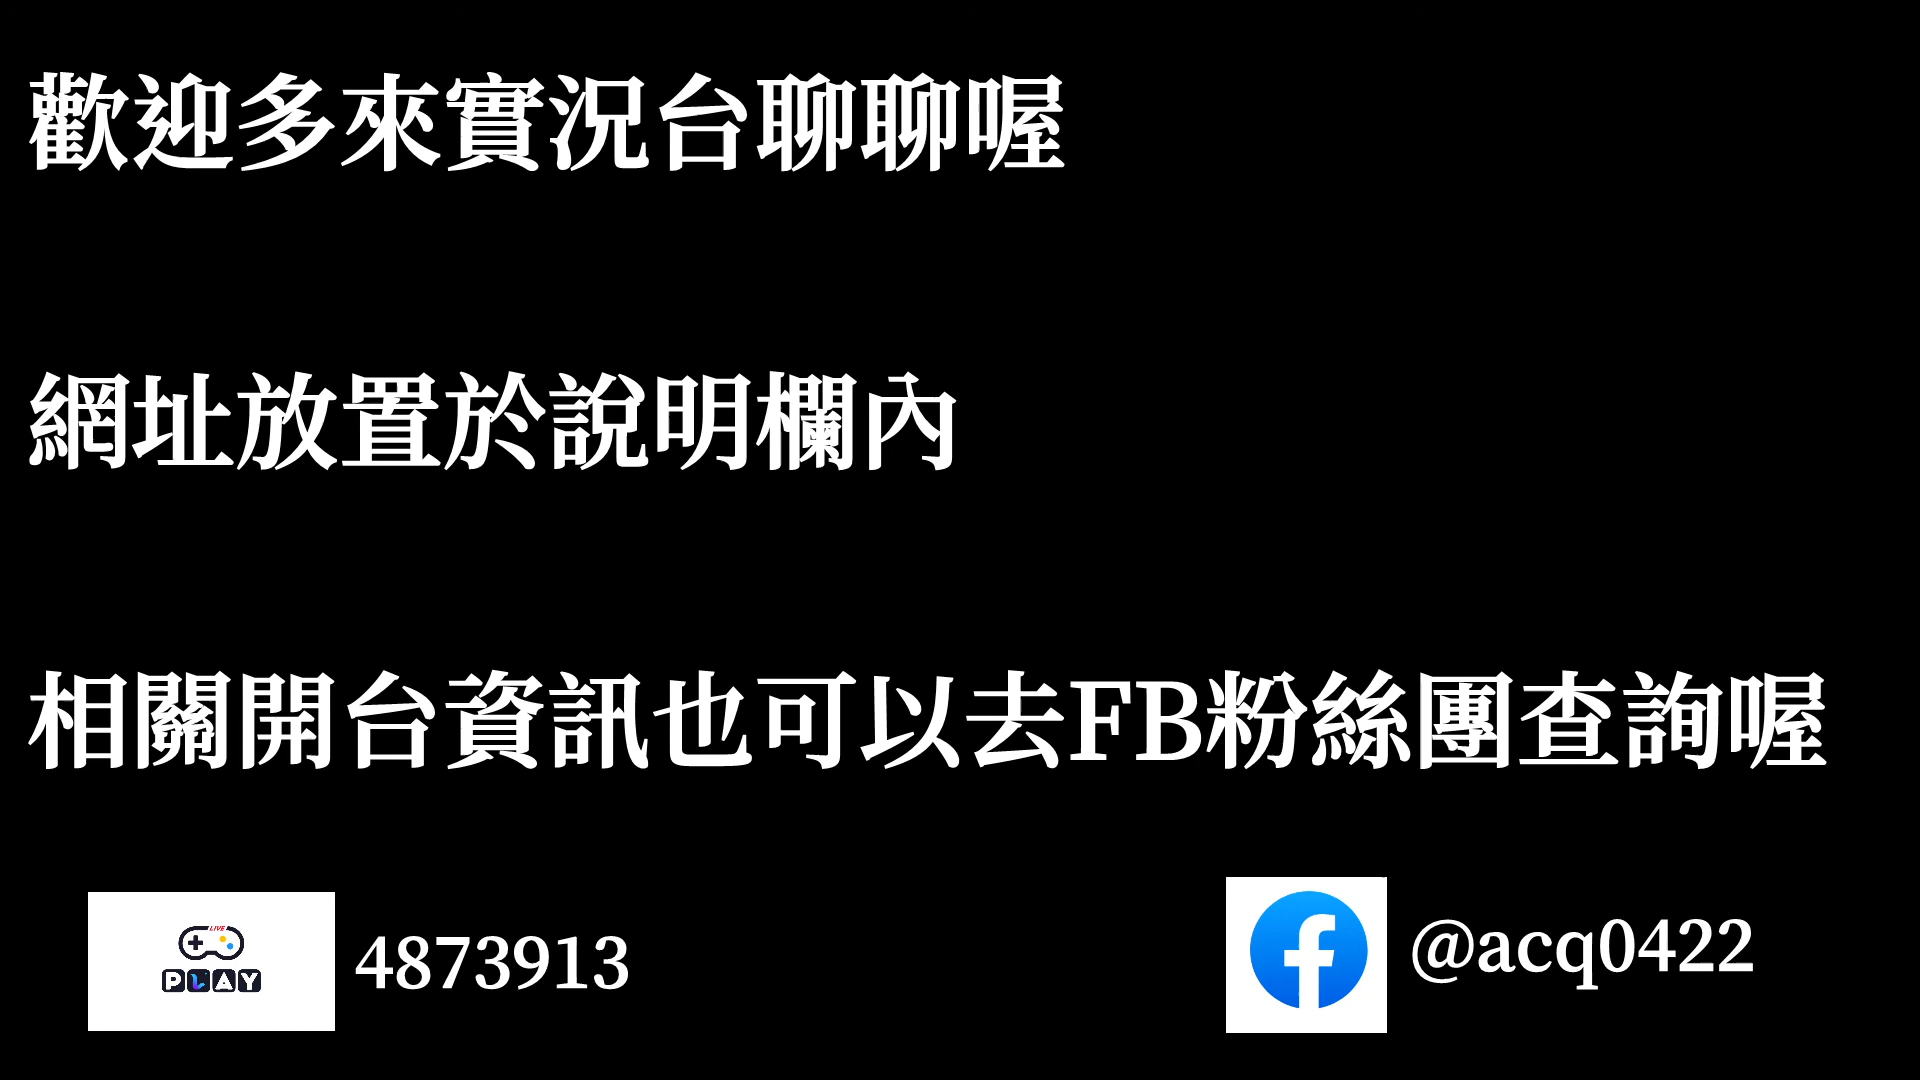 歡迎多來實況台聊聊喔
網址放置於說明欄內
相關開台資訊也可以去FB粉絲團查詢喔
LIVE
PLAY
4873913
@acq0422